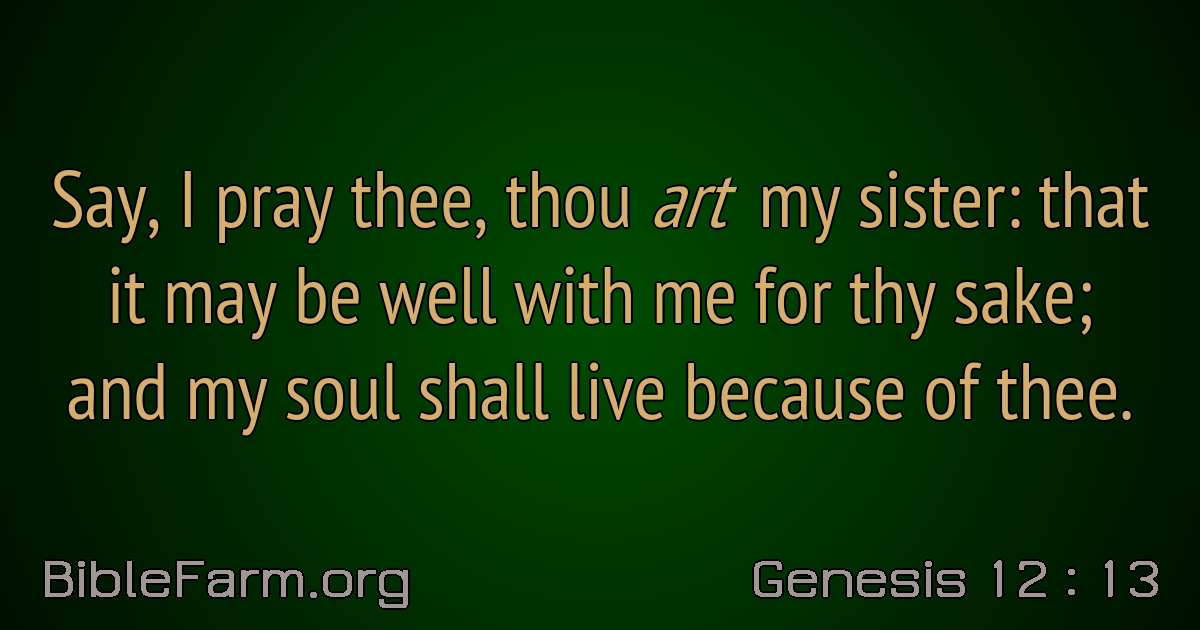 Say, I pray thee, thou art my sister: that
it may be well with me for thy sake;
and my soul shall live because of thee.
BibleFarm.org
Genesis 12 : 13